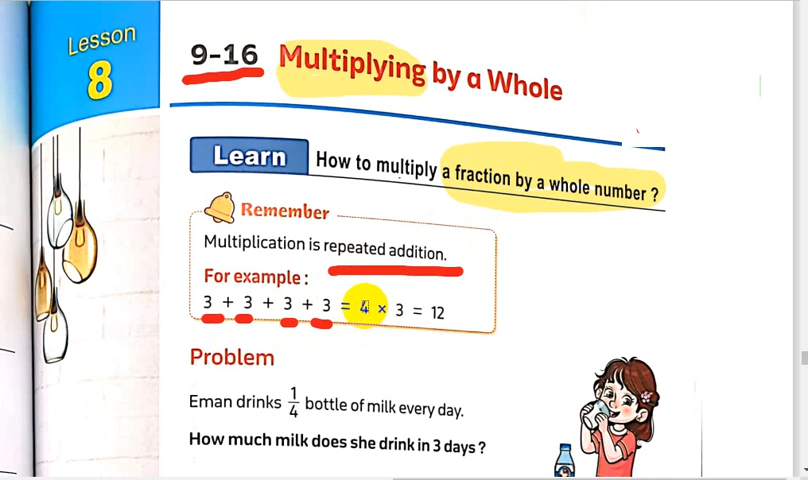 Lesson
8
9-16 Multiplying by a Whole
Learn How to multiply a fraction by a whole number ?
Remember
Multiplication is repeated addition.
For example :
3 + 3 + 3 + 3 = 4 × 3 = 12
Problem
Eman drinks 1/4 bottle of milk every day.
How much milk does she drink in 3 days ?